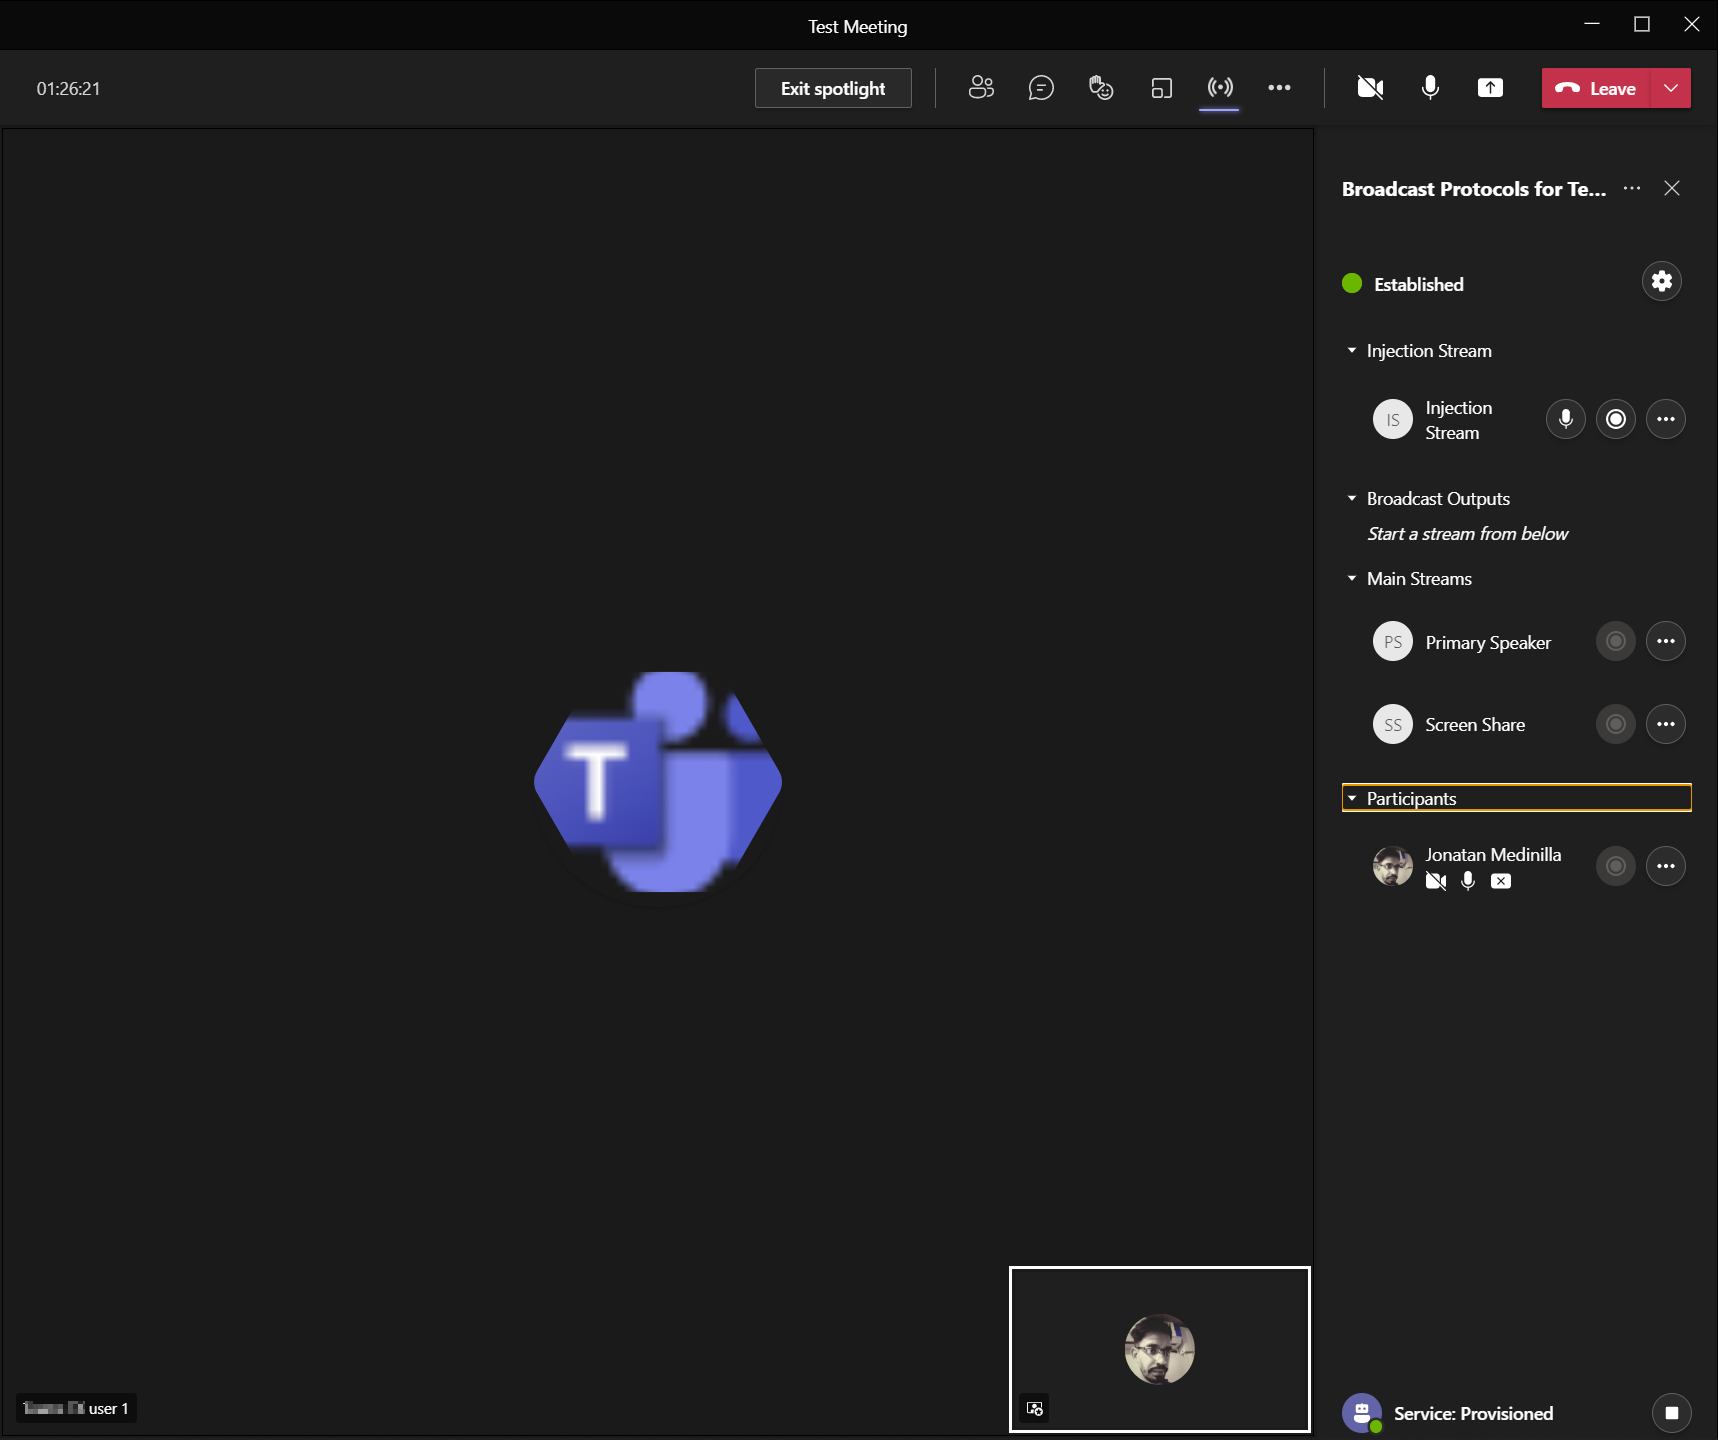 Test Meeting
01:26:21
Exit spotlight
Leave
Broadcast Protocols for Te...
Established
Injection Stream
IS
Injection
Stream
Broadcast Outputs
Start a stream from below
Main Streams
PS
Primary Speaker
SS
Screen Share
Participants
Jonatan Medinilla
T
user 1
Service: Provisioned